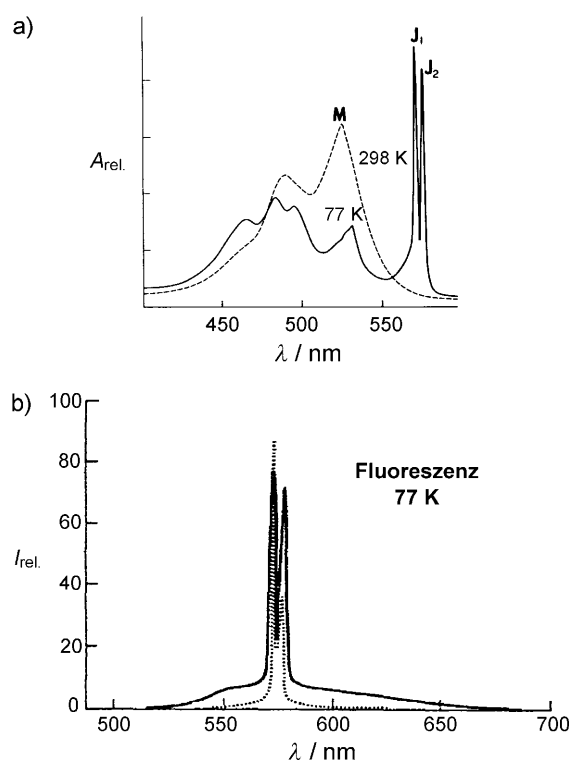 a)
J₁
J₂
M
298 K
Arel.
77 K
450 500 550
λ / nm
b)
100
80
Fluoreszenz
77 K
60
Irel.
40
20
0
500 550 600 650 700
λ / nm